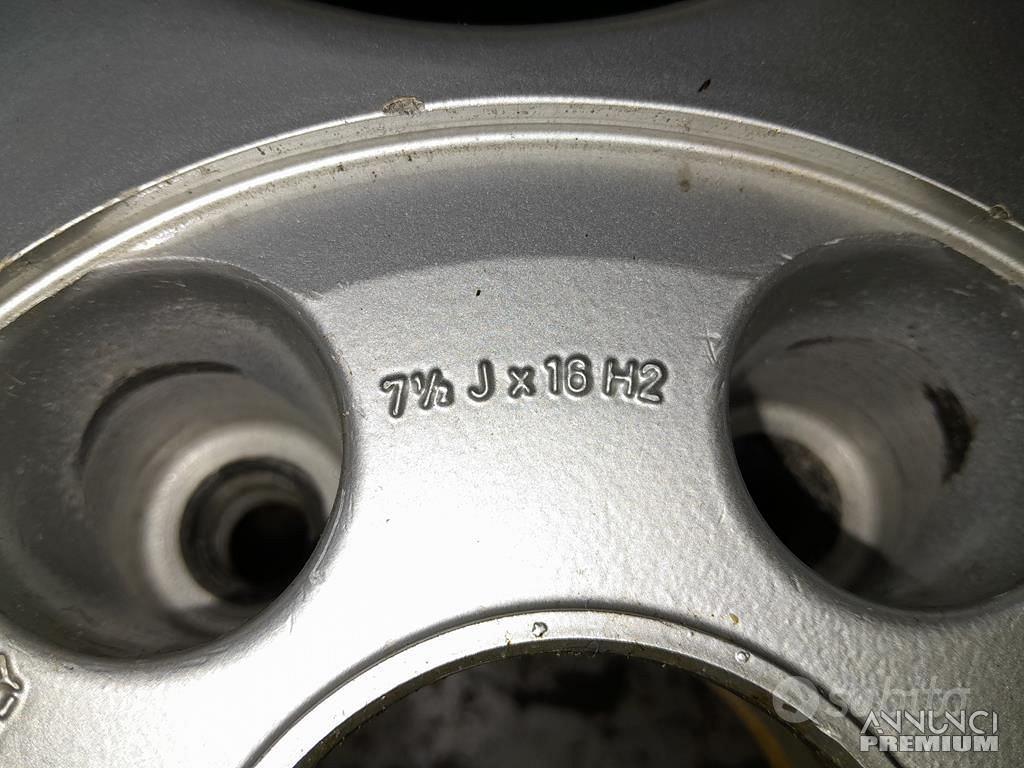 7½ J x 16 H2
subito
ANNUNCI
PREMIUM